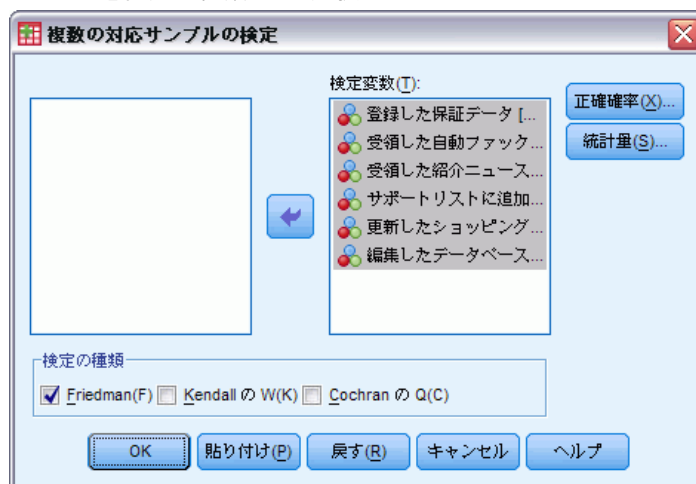 複数の対応サンプルの検定
検定変数(T):
登録した保証データ [...
受領した自動ファック...
受領した紹介ニュース...
サポートリストに追加...
更新したショッピング...
編集したデータベース...
正確確率(X)...
統計量(S)...
検定の種類
Friedman(F) Kendall の W(K) Cochran の Q(C)
OK 貼り付け(P) 戻す(R) キャンセル ヘルプ